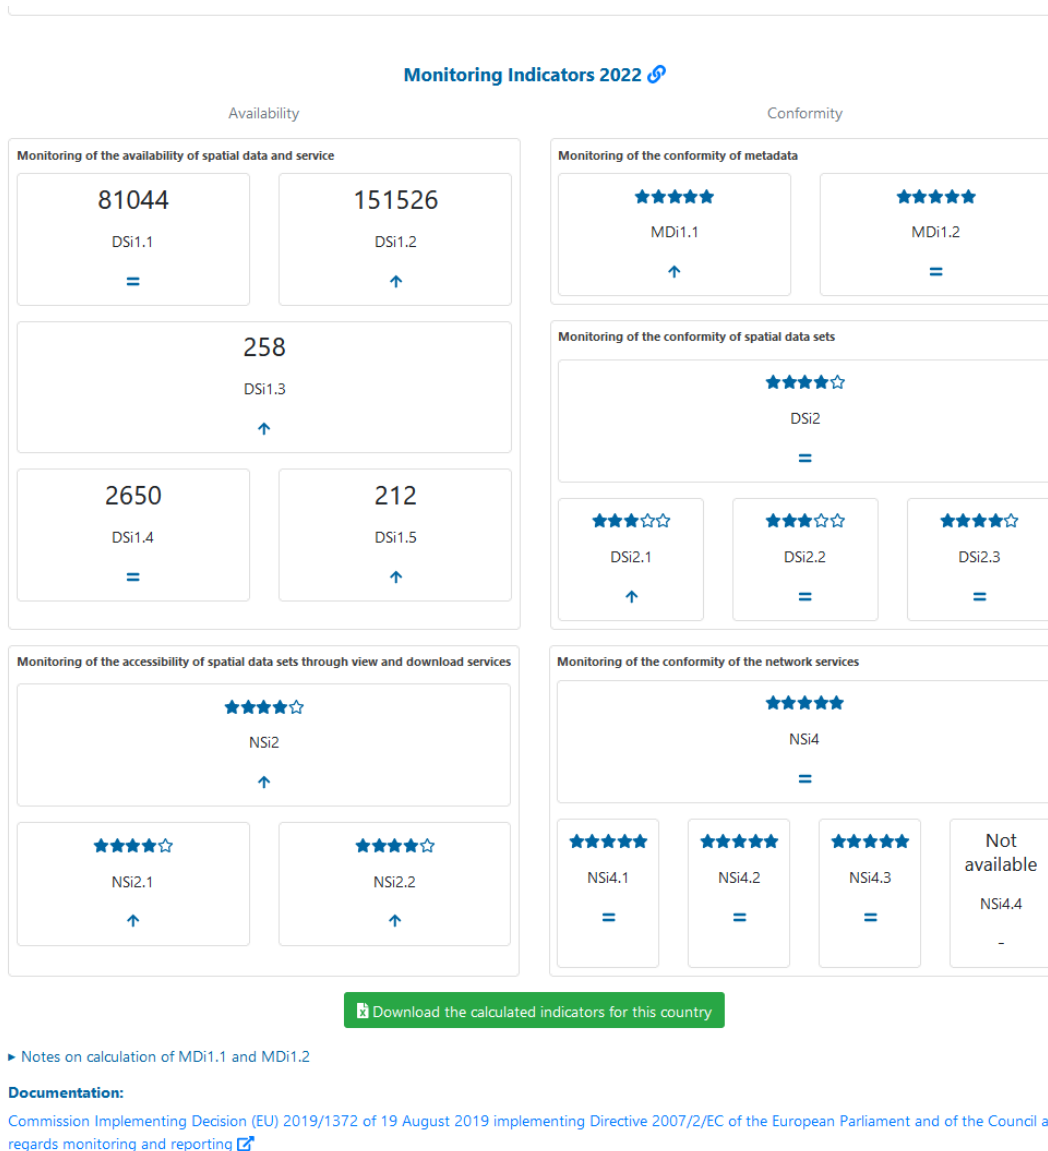 Monitoring Indicators 2022
Availability
Conformity
Monitoring of the availability of spatial data and service
81044
DSi1.1
=
151526
DSi1.2
↑
258
DSi1.3
↑
2650
DSi1.4
=
212
DSi1.5
↑
Monitoring of the conformity of metadata
★★★★★
MDi1.1
↑
★★★★★
MDi1.2
=
Monitoring of the conformity of spatial data sets
★★★★☆
DSi2
=
★★★☆☆
DSi2.1
↑
★★★☆☆
DSi2.2
=
★★★★☆
DSi2.3
=
Monitoring of the accessibility of spatial data sets through view and download services
★★★★☆
NSi2
↑
★★★★☆
NSi2.1
↑
★★★★☆
NSi2.2
↑
Monitoring of the conformity of the network services
★★★★★
NSi4
=
★★★★★
NSi4.1
=
★★★★★
NSi4.2
=
★★★★★
NSi4.3
=
Not
available
NSi4.4
-
Download the calculated indicators for this country
▸ Notes on calculation of MDi1.1 and MDi1.2
Documentation:
Commission Implementing Decision (EU) 2019/1372 of 19 August 2019 implementing Directive 2007/2/EC of the European Parliament and of the Council a
regards monitoring and reporting